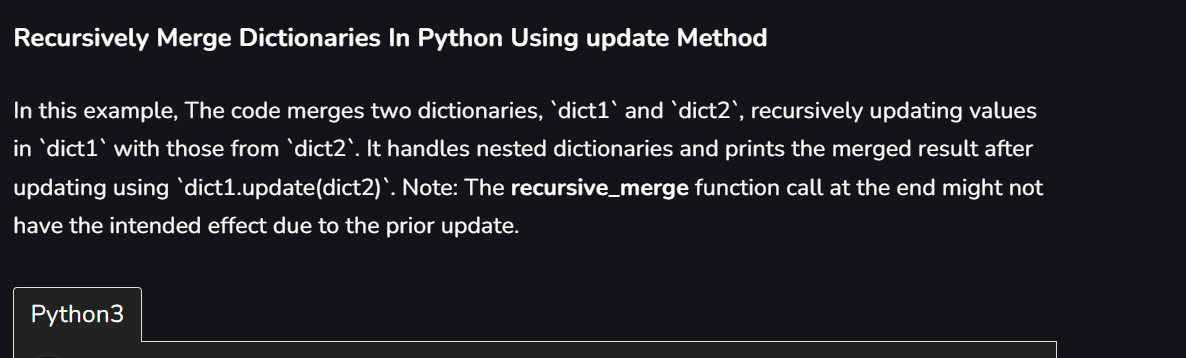 Recursively Merge Dictionaries In Python Using update Method
In this example, The code merges two dictionaries, `dict1` and `dict2`, recursively updating values
in `dict1` with those from `dict2`. It handles nested dictionaries and prints the merged result after
updating using `dict1.update(dict2)`. Note: The recursive_merge function call at the end might not
have the intended effect due to the prior update.
Python3